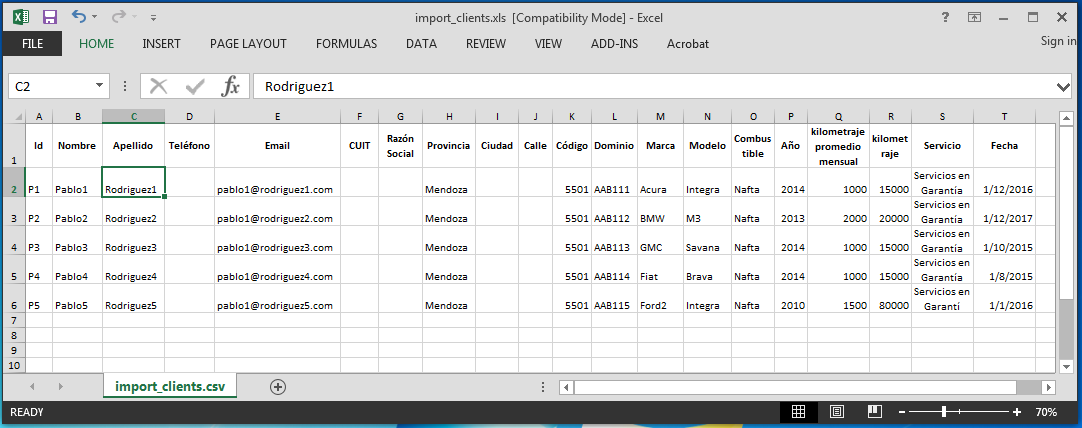 import_clients.xls [Compatibility Mode] - Excel
FILE HOME INSERT PAGE LAYOUT FORMULAS DATA REVIEW VIEW ADD-INS Acrobat Sign in
C2 fx Rodriguez1
A B C D E F G H I J K L M N O P Q R S T
1 Id Nombre Apellido Teléfono Email CUIT Razón Social Provincia Ciudad Calle Código Dominio Marca Modelo Combustible Año kilometraje promedio mensual kilometraje Servicio Fecha
2 P1 Pablo1 Rodriguez1 pablo1@rodriguez1.com Mendoza 5501 AAB111 Acura Integra Nafta 2014 1000 15000 Servicios en Garantía 1/12/2016
3 P2 Pablo2 Rodriguez2 pablo1@rodriguez2.com Mendoza 5501 AAB112 BMW M3 Nafta 2013 2000 20000 Servicios en Garantía 1/12/2017
4 P3 Pablo3 Rodriguez3 pablo1@rodriguez3.com Mendoza 5501 AAB113 GMC Savana Nafta 2014 1000 15000 Servicios en Garantía 1/10/2015
5 P4 Pablo4 Rodriguez4 pablo1@rodriguez4.com Mendoza 5501 AAB114 Fiat Brava Nafta 2014 1000 15000 Servicios en Garantía 1/8/2015
6 P5 Pablo5 Rodriguez5 pablo1@rodriguez5.com Mendoza 5501 AAB115 Ford2 Integra Nafta 2010 1500 80000 Servicios en Garantí 1/1/2016
7
8
9
10
import_clients.csv
READY 70%